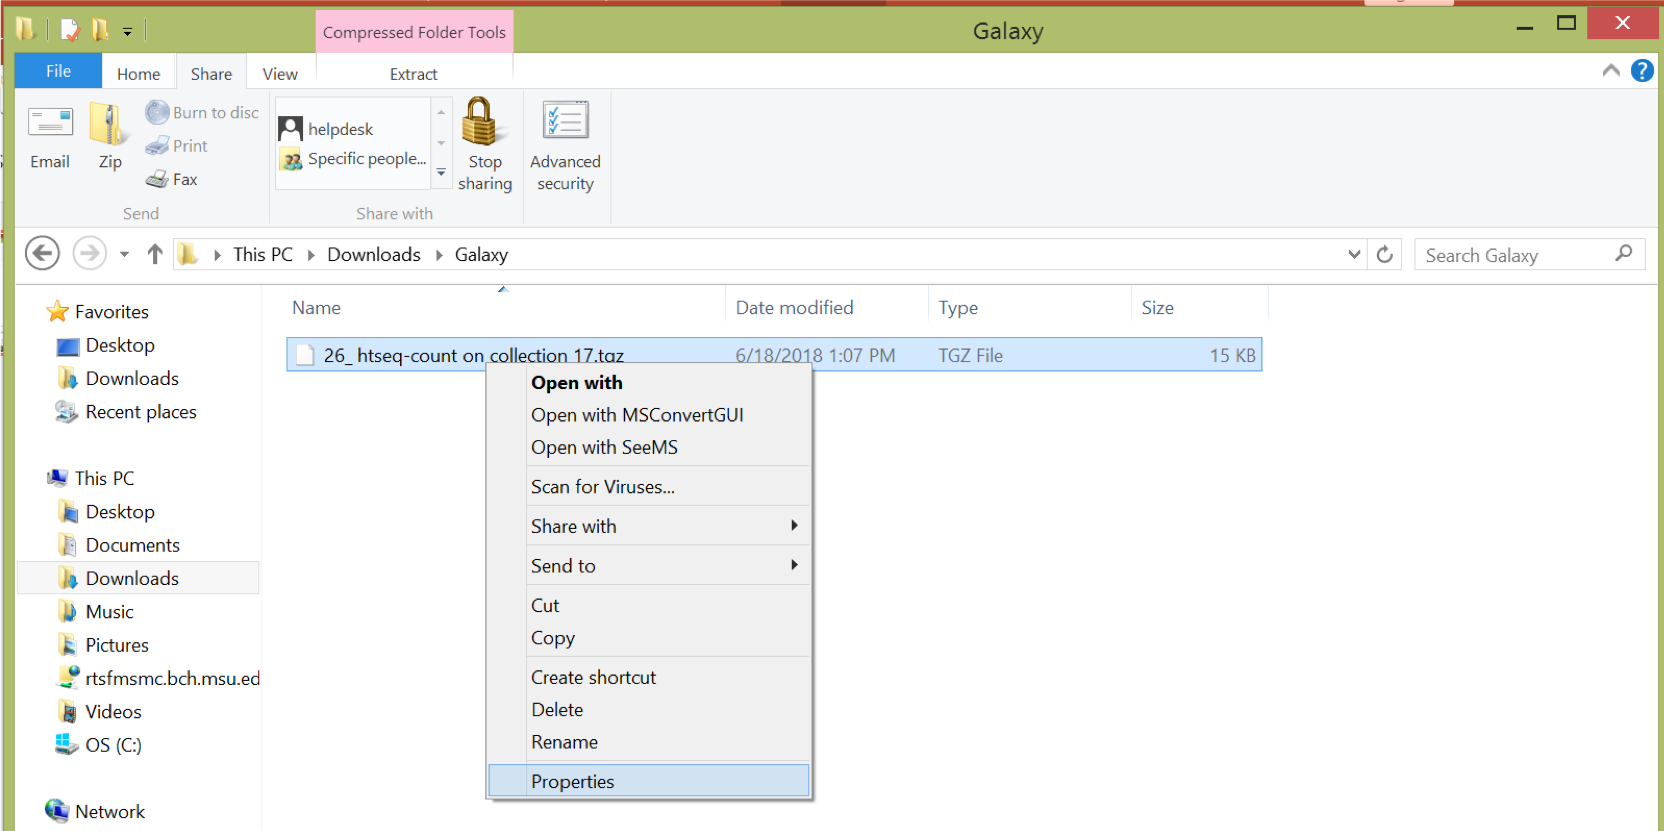 Compressed Folder Tools
Galaxy
File
Home
Share
View
Extract
Email
Zip
Burn to disc
Print
Fax
Send
helpdesk
Specific people...
Share with
Stop
sharing
Advanced
security
This PC
Downloads
Galaxy
Search Galaxy
Favorites
Desktop
Downloads
Recent places
This PC
Desktop
Documents
Downloads
Music
Pictures
rtsfmsmc.bch.msu.ed
Videos
OS (C:)
Network
Name Date modified Type Size
26_ htseq-count on collection 17.tgz 6/18/2018 1:07 PM TGZ File 15 KB
Open with
Open with MSConvertGUI
Open with SeeMS
Scan for Viruses...
Share with
Send to
Cut
Copy
Create shortcut
Delete
Rename
Properties